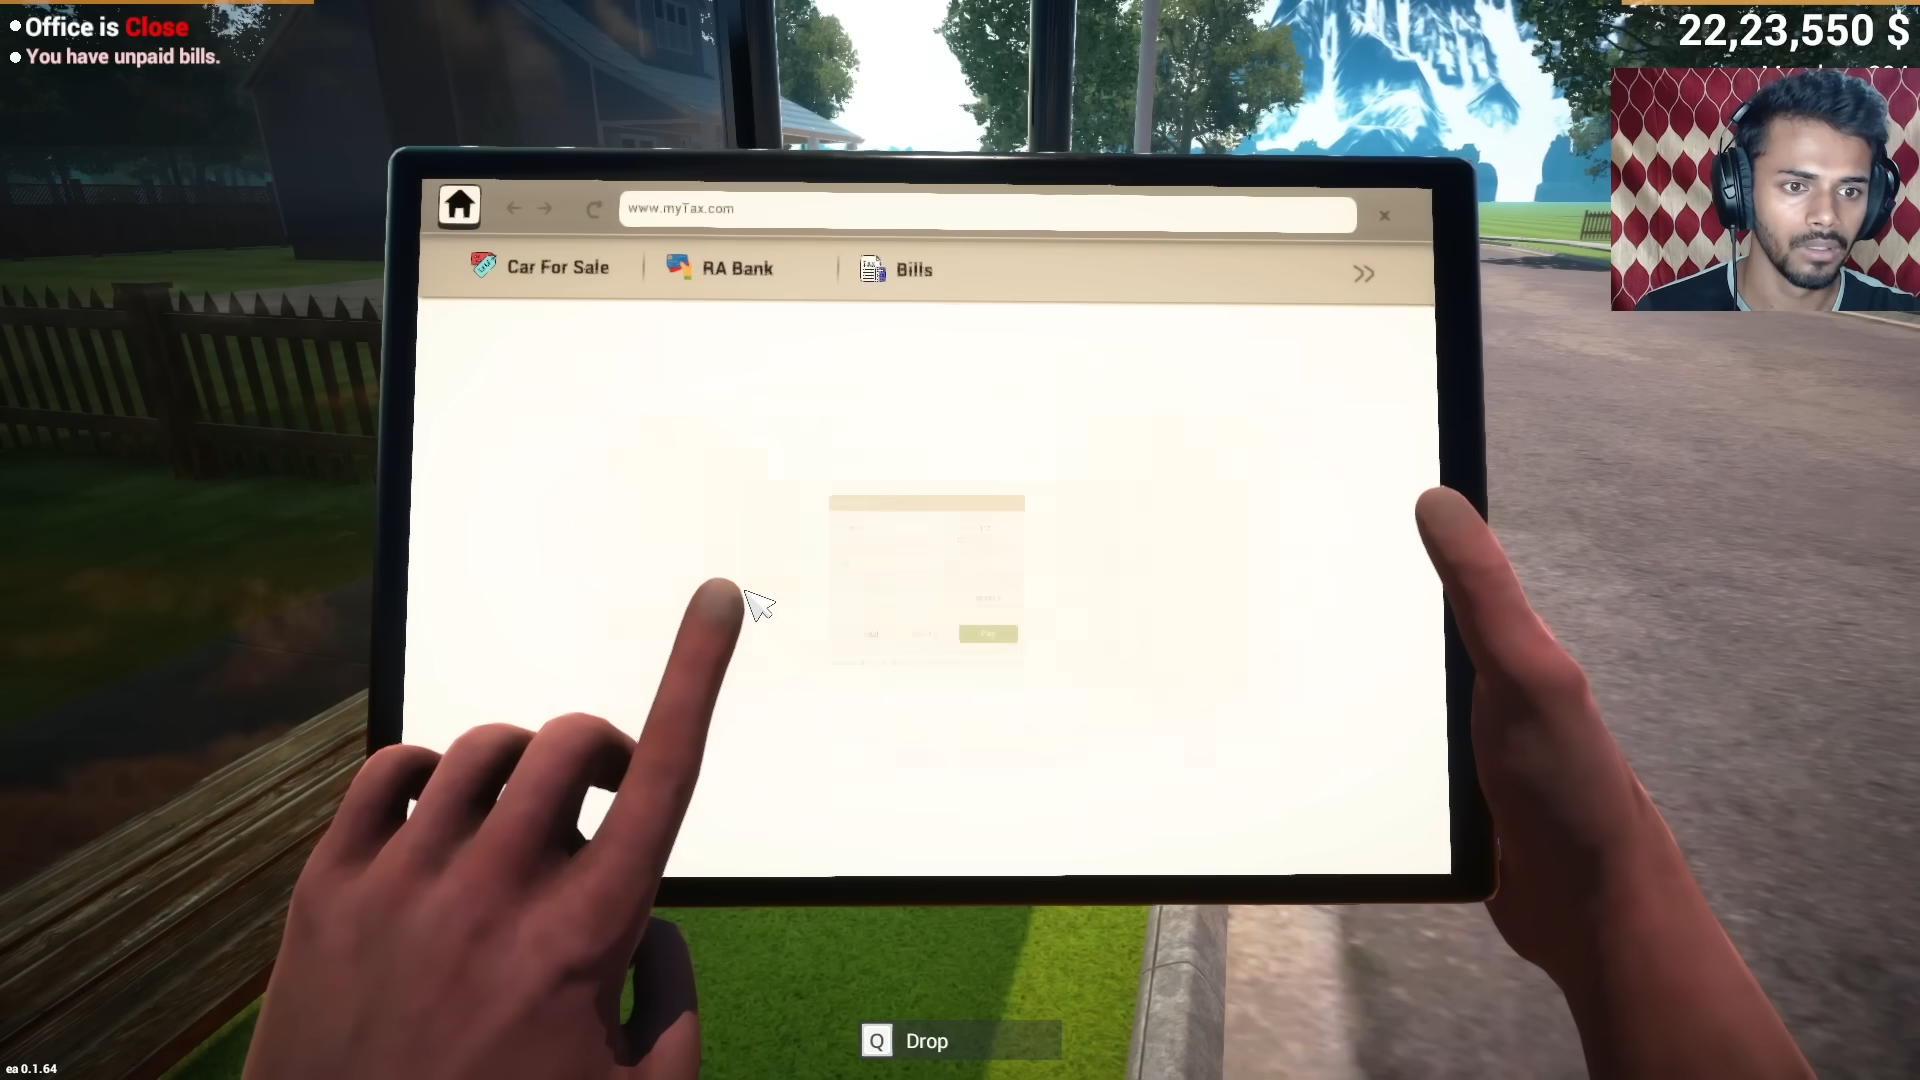 Office is Close
You have unpaid bills.
22,23,550 $
www.myTax.com
Car For Sale
RA Bank
Bills
Pay
Q Drop
ea 0.1.64